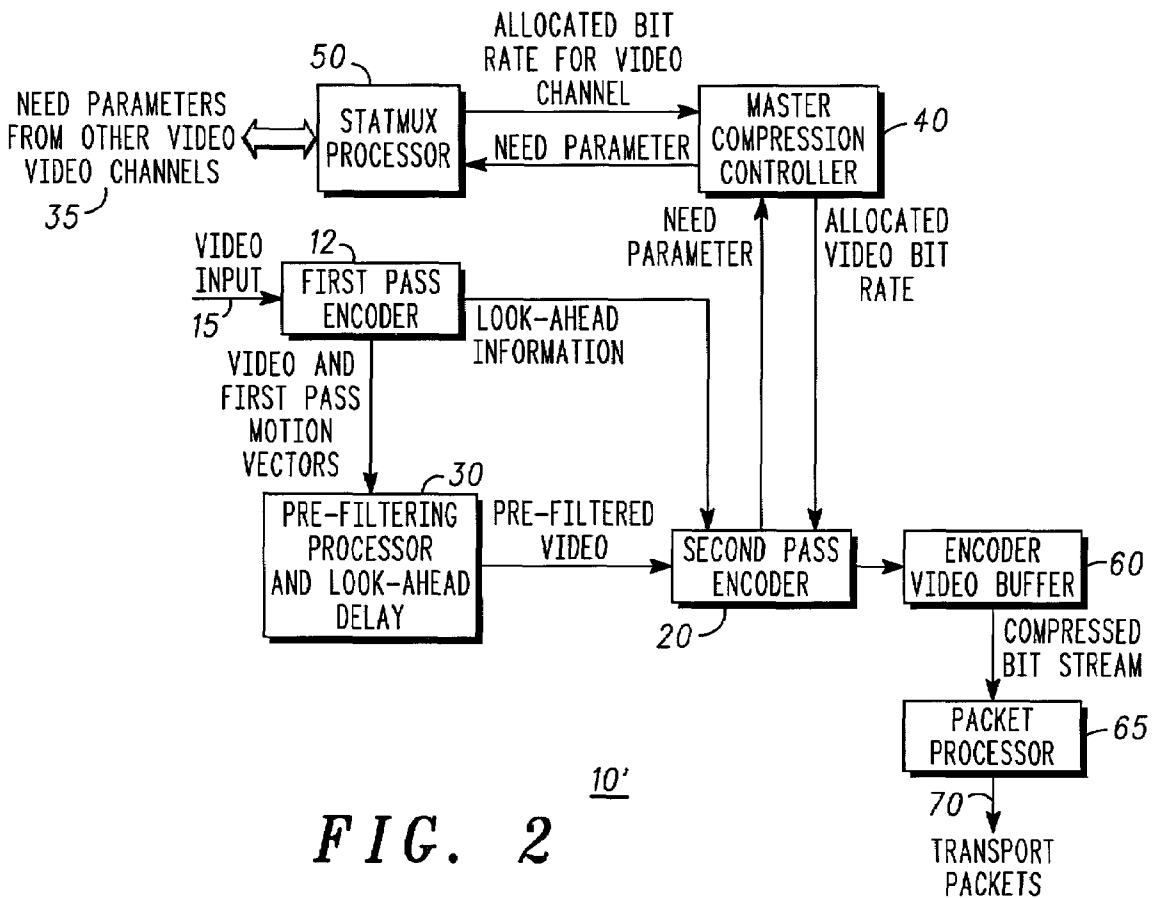 ALLOCATED BIT
RATE FOR VIDEO
CHANNEL
50
NEED PARAMETERS
FROM OTHER VIDEO
VIDEO CHANNELS
35
STATMUX
PROCESSOR
NEED PARAMETER
MASTER
COMPRESSION
CONTROLLER
40
NEED
PARAMETER
ALLOCATED
VIDEO BIT
RATE
VIDEO
INPUT
15
12
FIRST PASS
ENCODER
LOOK-AHEAD
INFORMATION
VIDEO AND
FIRST PASS
MOTION
VECTORS
30
PRE-FILTERING
PROCESSOR
AND LOOK-AHEAD
DELAY
PRE-FILTERED
VIDEO
SECOND PASS
ENCODER
20
ENCODER
VIDEO BUFFER
60
COMPRESSED
BIT STREAM
PACKET
PROCESSOR
65
70
TRANSPORT
PACKETS
10'
FIG. 2